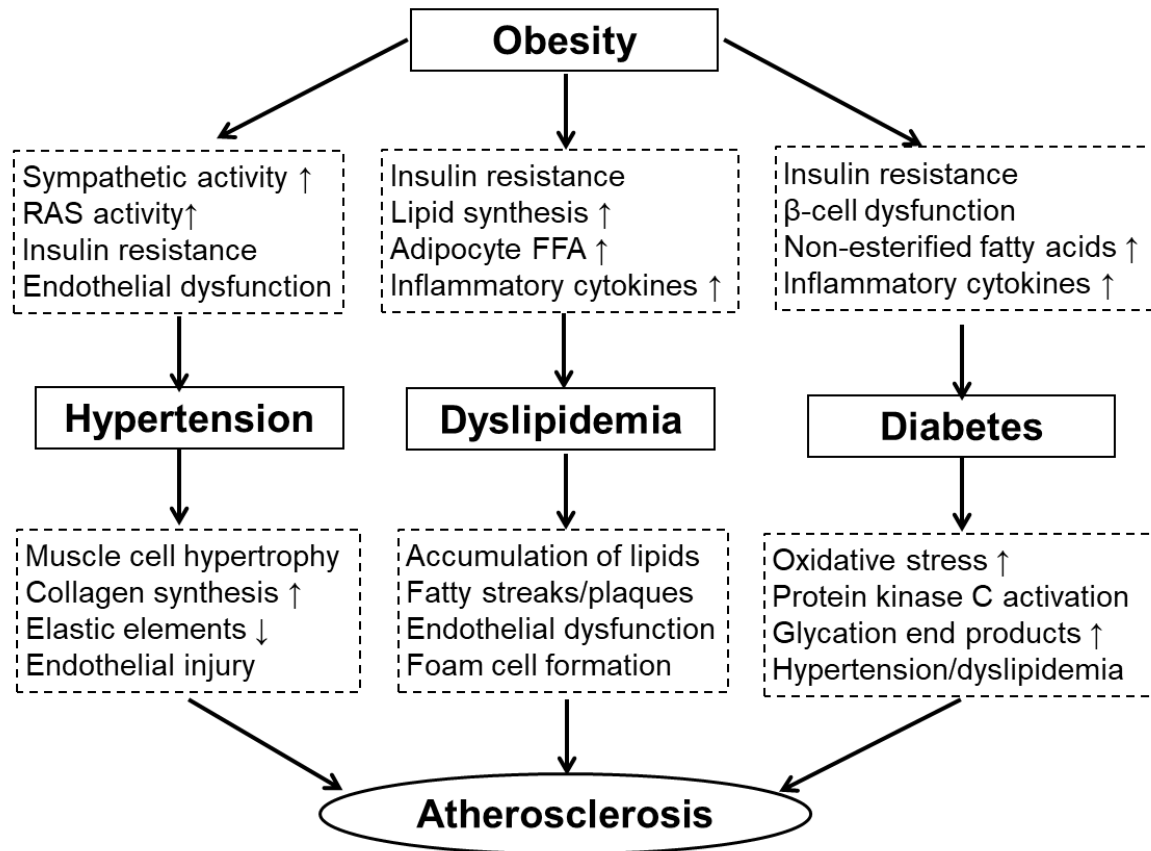 Obesity
Sympathetic activity ↑
RAS activity↑
Insulin resistance
Endothelial dysfunction
Insulin resistance
Lipid synthesis ↑
Adipocyte FFA ↑
Inflammatory cytokines ↑
Insulin resistance
β-cell dysfunction
Non-esterified fatty acids ↑
Inflammatory cytokines ↑
Hypertension
Dyslipidemia
Diabetes
Muscle cell hypertrophy
Collagen synthesis ↑
Elastic elements ↓
Endothelial injury
Accumulation of lipids
Fatty streaks/plaques
Endothelial dysfunction
Foam cell formation
Oxidative stress ↑
Protein kinase C activation
Glycation end products ↑
Hypertension/dyslipidemia
Atherosclerosis